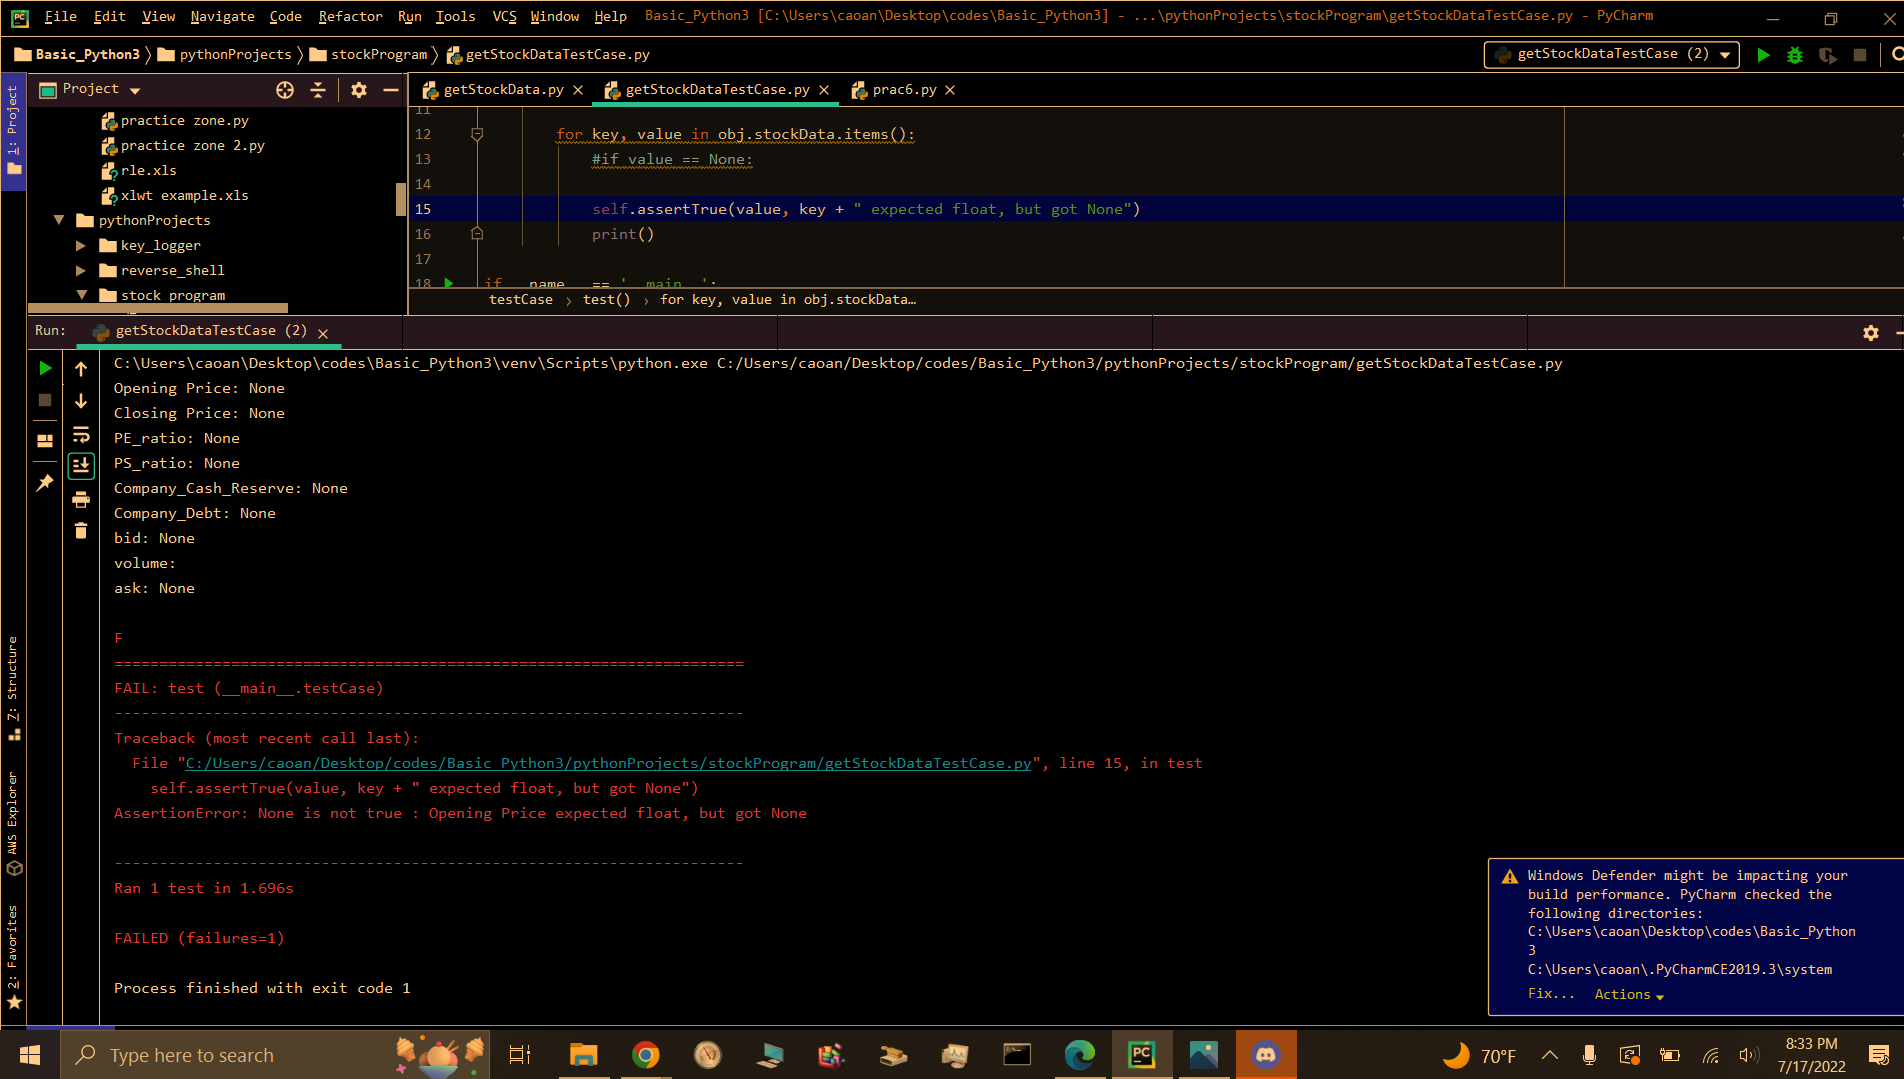 File Edit View Navigate Code Refactor Run Tools VCS Window Help Basic_Python3 [C:\Users\caoan\Desktop\codes\Basic_Python3] - ...\pythonProjects\stockProgram\getStockDataTestCase.py - PyCharm
Basic_Python3 pythonProjects stockProgram getStockDataTestCase.py
getStockDataTestCase (2)
1: Project
Project
practice zone.py
practice zone 2.py
rle.xls
xlwt example.xls
pythonProjects
key_logger
reverse_shell
stock program
getStockData.py getStockDataTestCase.py prac6.py
11
12 for key, value in obj.stockData.items():
13 #if value == None:
14
15 self.assertTrue(value, key + " expected float, but got None")
16 print()
17
18 if __name__ == '__main__':
testCase › test() › for key, value in obj.stockData…
Run: getStockDataTestCase (2)
C:\Users\caoan\Desktop\codes\Basic_Python3\venv\Scripts\python.exe C:/Users/caoan/Desktop/codes/Basic_Python3/pythonProjects/stockProgram/getStockDataTestCase.py
Opening Price: None
Closing Price: None
PE_ratio: None
PS_ratio: None
Company_Cash_Reserve: None
Company_Debt: None
bid: None
volume:
ask: None
F
======================================================================
FAIL: test (__main__.testCase)
----------------------------------------------------------------------
Traceback (most recent call last):
File "C:/Users/caoan/Desktop/codes/Basic_Python3/pythonProjects/stockProgram/getStockDataTestCase.py", line 15, in test
self.assertTrue(value, key + " expected float, but got None")
AssertionError: None is not true : Opening Price expected float, but got None
----------------------------------------------------------------------
Ran 1 test in 1.696s
FAILED (failures=1)
Process finished with exit code 1
7: Structure
AWS Explorer
2: Favorites
Windows Defender might be impacting your
build performance. PyCharm checked the
following directories:
C:\Users\caoan\Desktop\codes\Basic_Python
3
C:\Users\caoan\.PyCharmCE2019.3\system
Fix... Actions
Type here to search
70°F
8:33 PM
7/17/2022